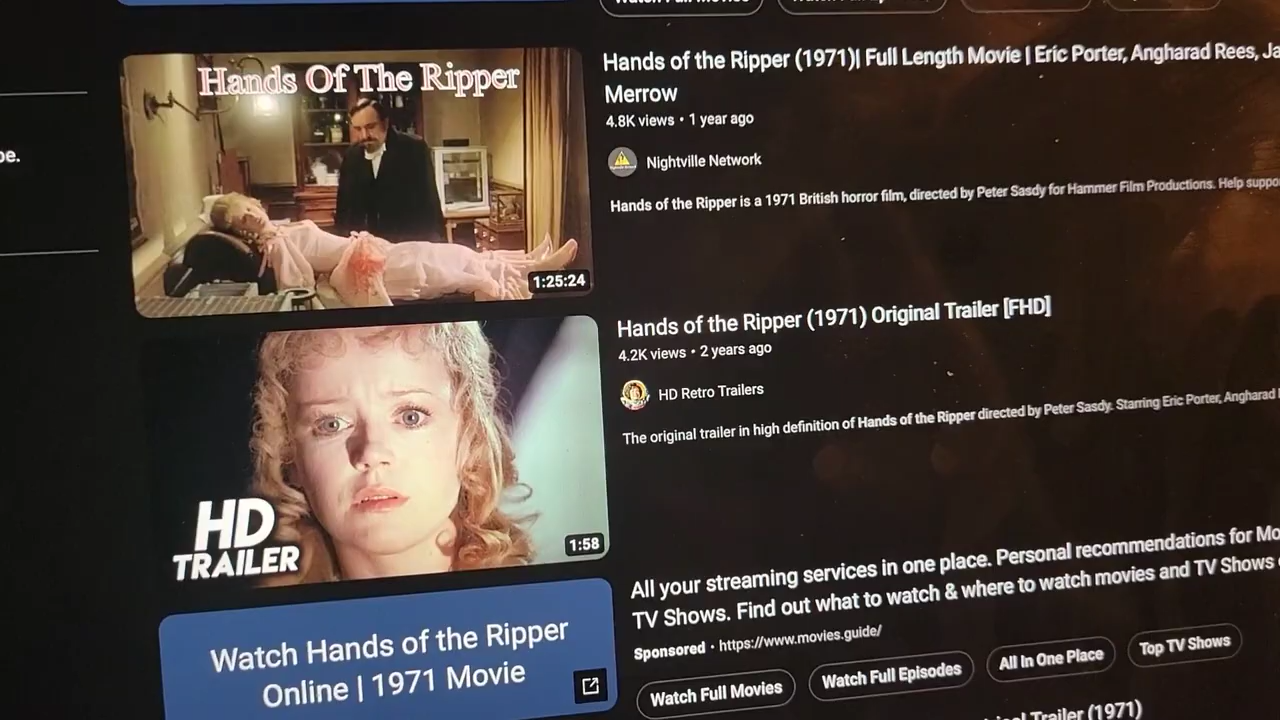 Hands Of The Ripper
1:25:24
Hands of the Ripper (1971)| Full Length Movie | Eric Porter, Angharad Rees,
Merrow
4.8K views • 1 year ago
Nightville Network
Hands of the Ripper is a 1971 British horror film, directed by Peter Sasdy for Hammer Film Productions. Help
HD
TRAILER
1:58
Hands of the Ripper (1971) Original Trailer [FHD]
4.2K views • 2 years ago
HD Retro Trailers
The original trailer in high definition of Hands of the Ripper directed by Peter Sasdy. Starring Eric Porter, Angharad
Watch Hands of the Ripper
Online | 1971 Movie
All your streaming services in one place. Personal recommendations for
TV Shows. Find out what to watch & where to watch movies and TV Shows
Sponsored • https://www.movies.guide/
Watch Full Movies
Watch Full Episodes
All In One Place
Top TV Shows
Trailer (1971)